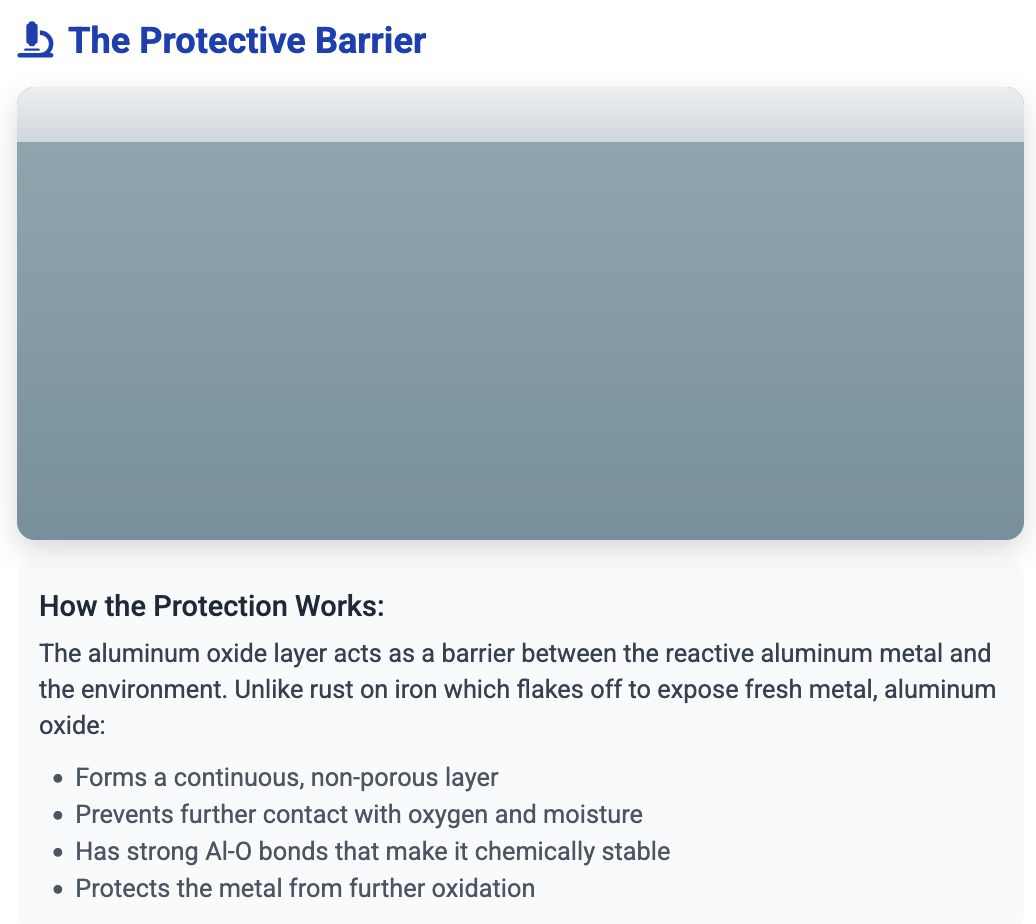 The Protective Barrier
How the Protection Works:
The aluminum oxide layer acts as a barrier between the reactive aluminum metal and
the environment. Unlike rust on iron which flakes off to expose fresh metal, aluminum
oxide:
• Forms a continuous, non-porous layer
• Prevents further contact with oxygen and moisture
• Has strong Al-O bonds that make it chemically stable
• Protects the metal from further oxidation